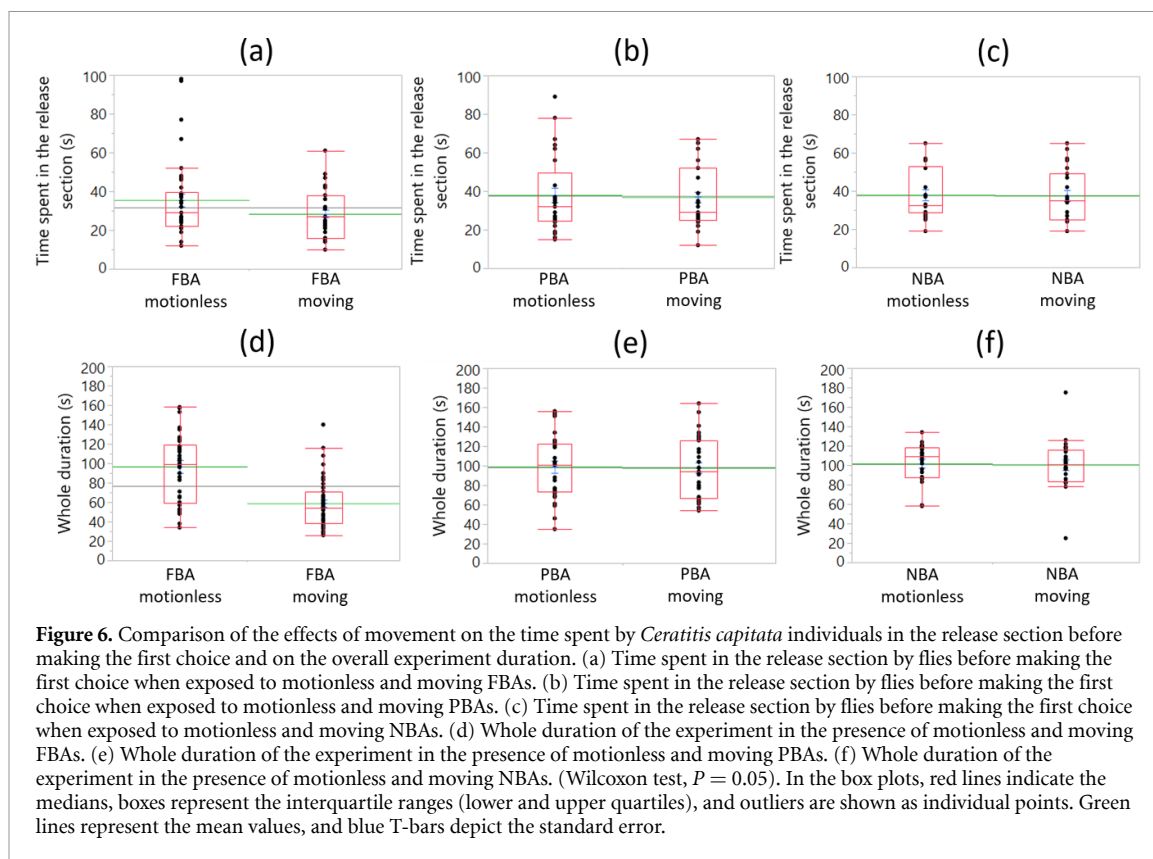 (a)
(b)
(c)
Time spent in the release section (s)
100
80
60
40
20
0
FBA motionless
FBA moving
Time spent in the release section (s)
100
80
60
40
20
0
PBA motionless
PBA moving
Time spent in the release section (s)
100
80
60
40
20
0
NBA motionless
NBA moving
(d)
(e)
(f)
Whole duration (s)
200
180
160
140
120
100
80
60
40
20
0
FBA motionless
FBA moving
Whole duration (s)
200
180
160
140
120
100
80
60
40
20
0
PBA motionless
PBA moving
Whole duration (s)
200
180
160
140
120
100
80
60
40
20
0
NBA motionless
NBA moving
Figure 6. Comparison of the effects of movement on the time spent by Ceratitis capitata individuals in the release section before
making the first choice and on the overall experiment duration. (a) Time spent in the release section by flies before making the
first choice when exposed to motionless and moving FBAs. (b) Time spent in the release section by flies before making the first
choice when exposed to motionless and moving PBAs. (c) Time spent in the release section by flies before making the first choice
when exposed to motionless and moving NBAs. (d) Whole duration of the experiment in the presence of motionless and moving
FBAs. (e) Whole duration of the experiment in the presence of motionless and moving PBAs. (f) Whole duration of the
experiment in the presence of motionless and moving NBAs. (Wilcoxon test, P = 0.05). In the box plots, red lines indicate the
medians, boxes represent the interquartile ranges (lower and upper quartiles), and outliers are shown as individual points. Green
lines represent the mean values, and blue T-bars depict the standard error.